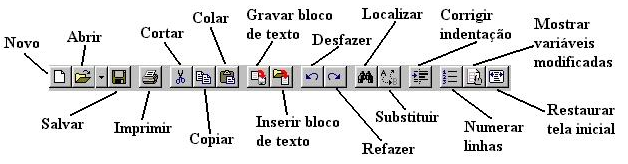 Novo
Abrir
Cortar
Colar
Gravar bloco
de texto
Desfazer
Localizar
Corrigir
indentação
Mostrar
variáveis
modificadas
Salvar
Imprimir
Copiar
Inserir bloco
de texto
Refazer
Substituir
Numerar
linhas
Restaurar
tela inicial